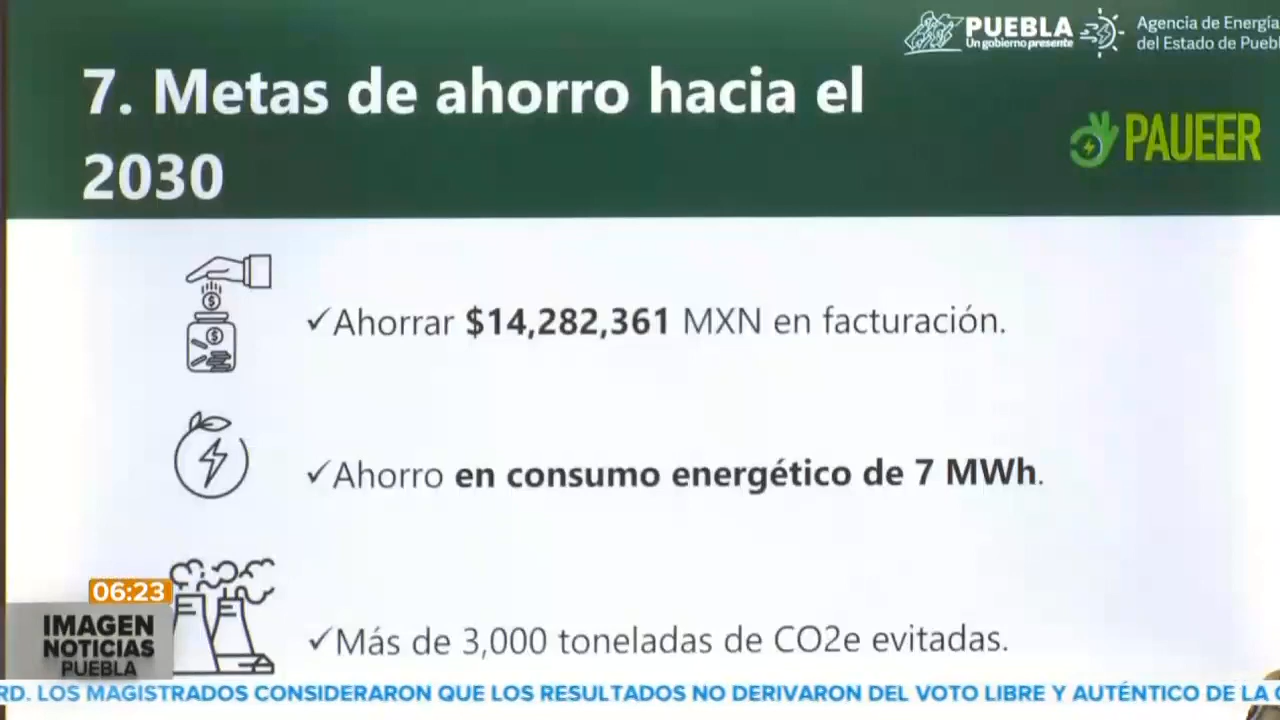 PUEBLA
Un gobierno presente
Agencia de Energía
del Estado de Puebl
7. Metas de ahorro hacia el
2030
PAUEER
✓Ahorrar $14,282,361 MXN en facturación.
✓Ahorro en consumo energético de 7 MWh.
✓Más de 3,000 toneladas de CO2e evitadas.
06:23
IMAGEN
NOTICIAS
PUEBLA
RD. LOS MAGISTRADOS CONSIDERARON QUE LOS RESULTADOS NO DERIVARON DEL VOTO LIBRE Y AUTÉNTICO DE LA